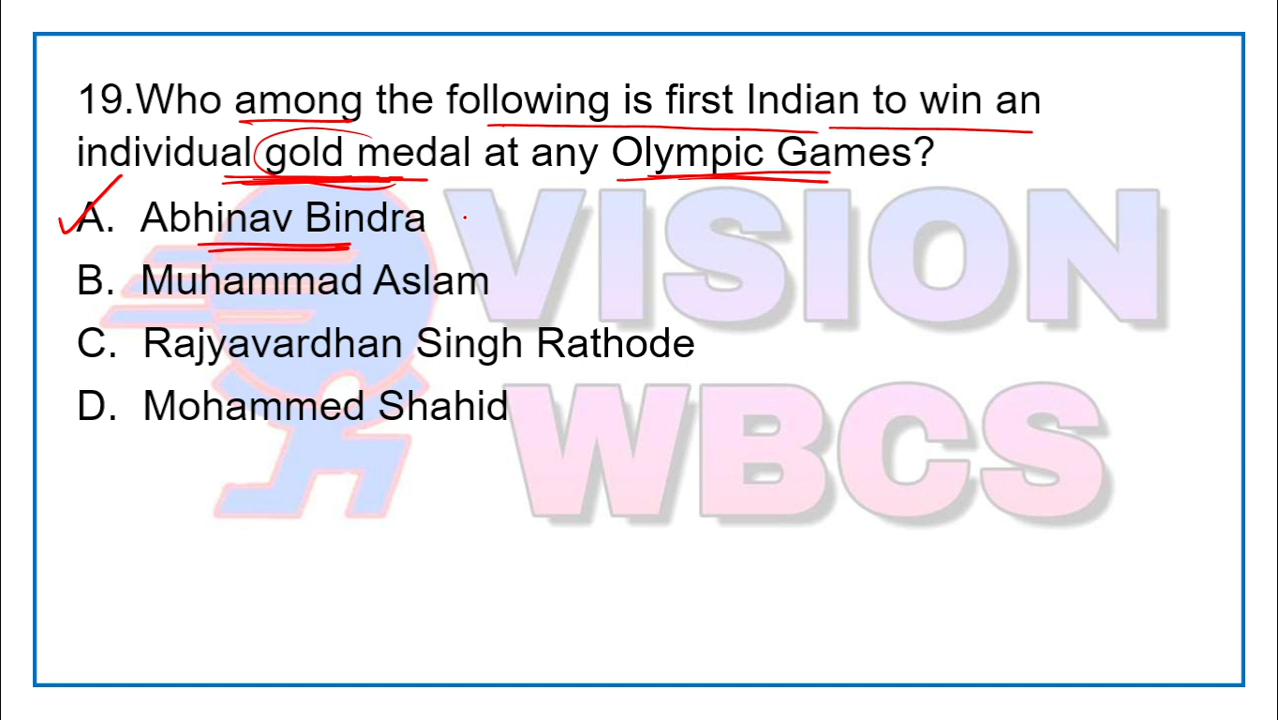 19.Who among the following is first Indian to win an
individual gold medal at any Olympic Games?
A. Abhinav Bindra
B. Muhammad Aslam
C. Rajyavardhan Singh Rathode
D. Mohammed Shahid
VISION
WBCS